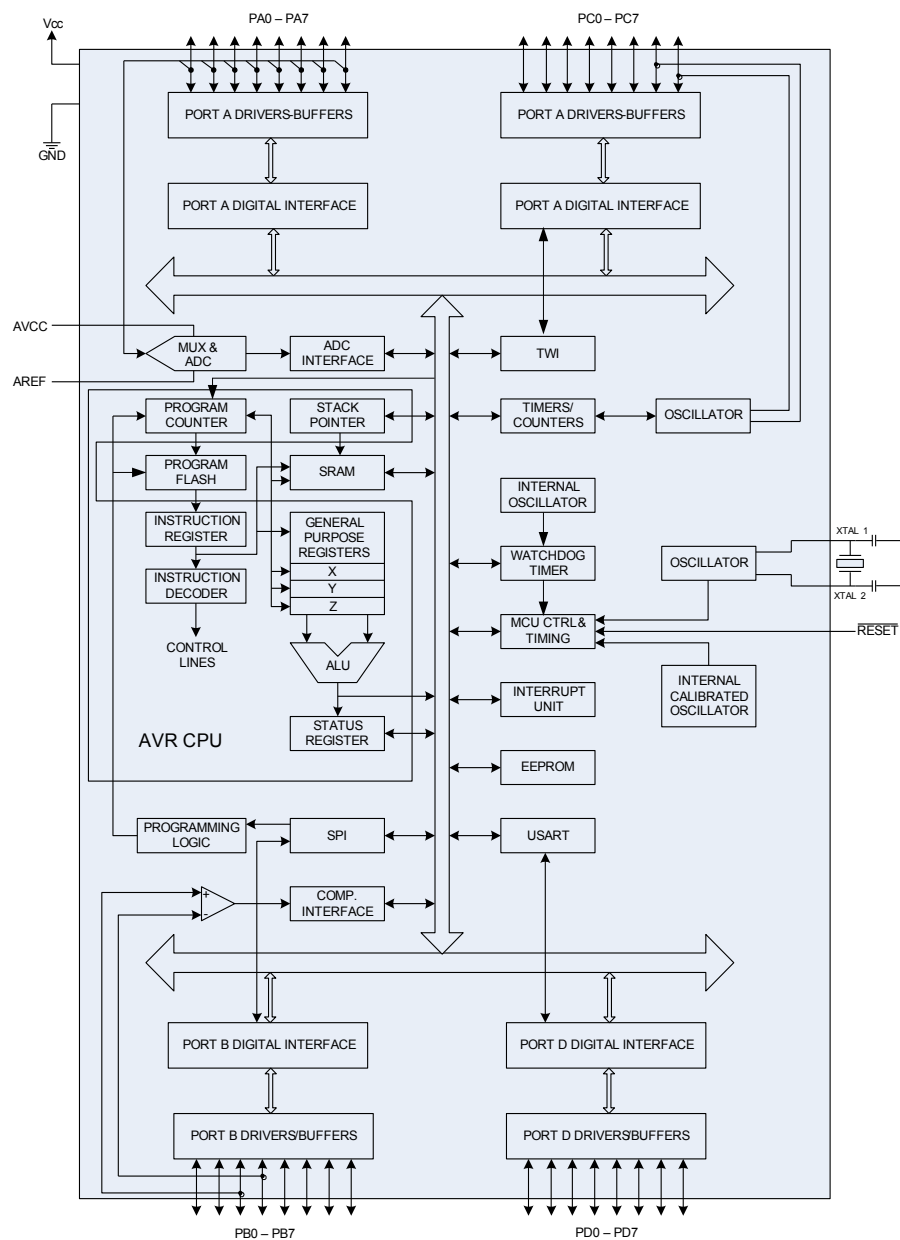 Vcc
PA0 – PA7
PC0 – PC7
GND
PORT A DRIVERS-BUFFERS
PORT A DRIVERS-BUFFERS
PORT A DIGITAL INTERFACE
PORT A DIGITAL INTERFACE
AVCC
AREF
MUX &
ADC
ADC
INTERFACE
TWI
PROGRAM
COUNTER
STACK
POINTER
TIMERS/
COUNTERS
OSCILLATOR
PROGRAM
FLASH
SRAM
INTERNAL
OSCILLATOR
INSTRUCTION
REGISTER
GENERAL
PURPOSE
REGISTERS
X
Y
Z
WATCHDOG
TIMER
OSCILLATOR
XTAL 1
XTAL 2
INSTRUCTION
DECODER
MCU CTRL&
TIMING
RESET
CONTROL
LINES
ALU
INTERRUPT
UNIT
INTERNAL
CALIBRATED
OSCILLATOR
STATUS
REGISTER
AVR CPU
EEPROM
PROGRAMMING
LOGIC
SPI
USART
+
-
COMP.
INTERFACE
PORT B DIGITAL INTERFACE
PORT D DIGITAL INTERFACE
PORT B DRIVERS/BUFFERS
PORT D DRIVERS/BUFFERS
PB0 – PB7
PD0 – PD7